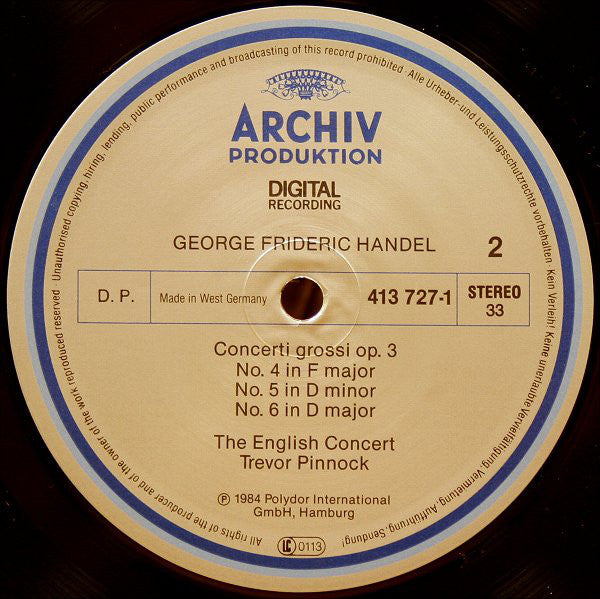 ARCHIV
PRODUKTION
DIGITAL
RECORDING
GEORGE FRIDERIC HANDEL
2
D. P.
Made in West Germany
413 727-1
STEREO
33
Concerti grossi op. 3
No. 4 in F major
No. 5 in D minor
No. 6 in D major
The English Concert
Trevor Pinnock
Ⓟ 1984 Polydor International
GmbH, Hamburg
LC 0113
All rights of the producer and of the owner of the work reproduced reserved · Unauthorised copying, hiring, lending, public performance and broadcasting of this record prohibited · Alle Urheber- und Leistungsschutzrechte vorbehalten. Kein Verleih! Keine unerlaubte Vervielfältigung, Vermietung, Aufführung, Sendung!